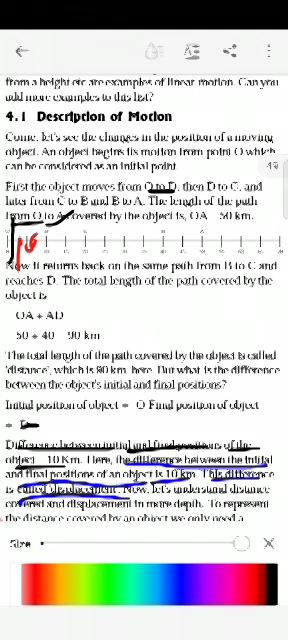 from a height etc are examples of linear motion. Can you
add more examples to this list?
4.1 Description of Motion
Come, let's see the changes in the position of a moving
object. An object begins its motion from point O which
can be considered as an initial point.
49
First the object moves from O to D, then D to C, and
later from C to B and B to A. The length of the path
from O to A covered by the object is, OA 50 km.
Now it returns back on the same path from B to C and
reaches D. The total length of the path covered by the
object is
OA + AD
50 + 40 90 km
The total length of the path covered by the object is called
'distance', which is 90 km here. But what is the difference
between the object's initial and final positions?
Initial position of object = O Final position of object
=
Difference between initial and final positions of the
object 10 Km. Here, the difference between the initial
and final positions of an object is 10 km. This difference
is called 'displacement'. Now, let's understand distance
covered and displacement in more depth. To represent
the distance covered by an object we only need a
Size